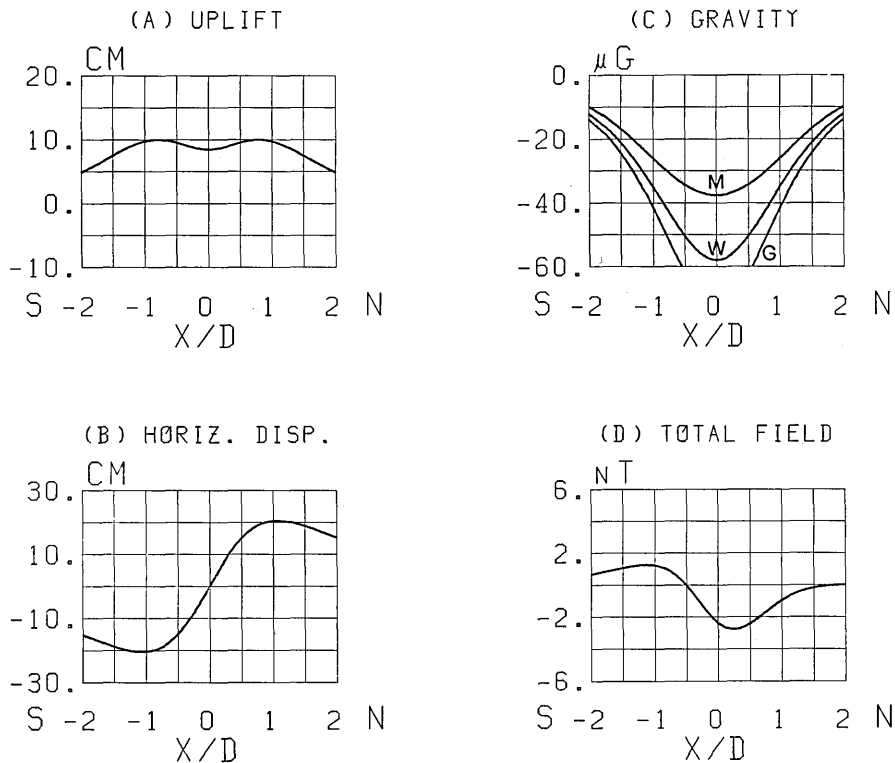 (A) UPLIFT
CM
20.
10.
0.
-10.
S -2 -1 0 1 2 N
X/D
(C) GRAVITY
μG
0.
-20.
-40.
-60.
M
W
G
S -2 -1 0 1 2 N
X/D
(B) HØRIZ. DISP.
CM
30.
10.
-10.
-30.
S -2 -1 0 1 2 N
X/D
(D) TØTAL FIELD
nT
6.
2.
-2.
-6.
S -2 -1 0 1 2 N
X/D